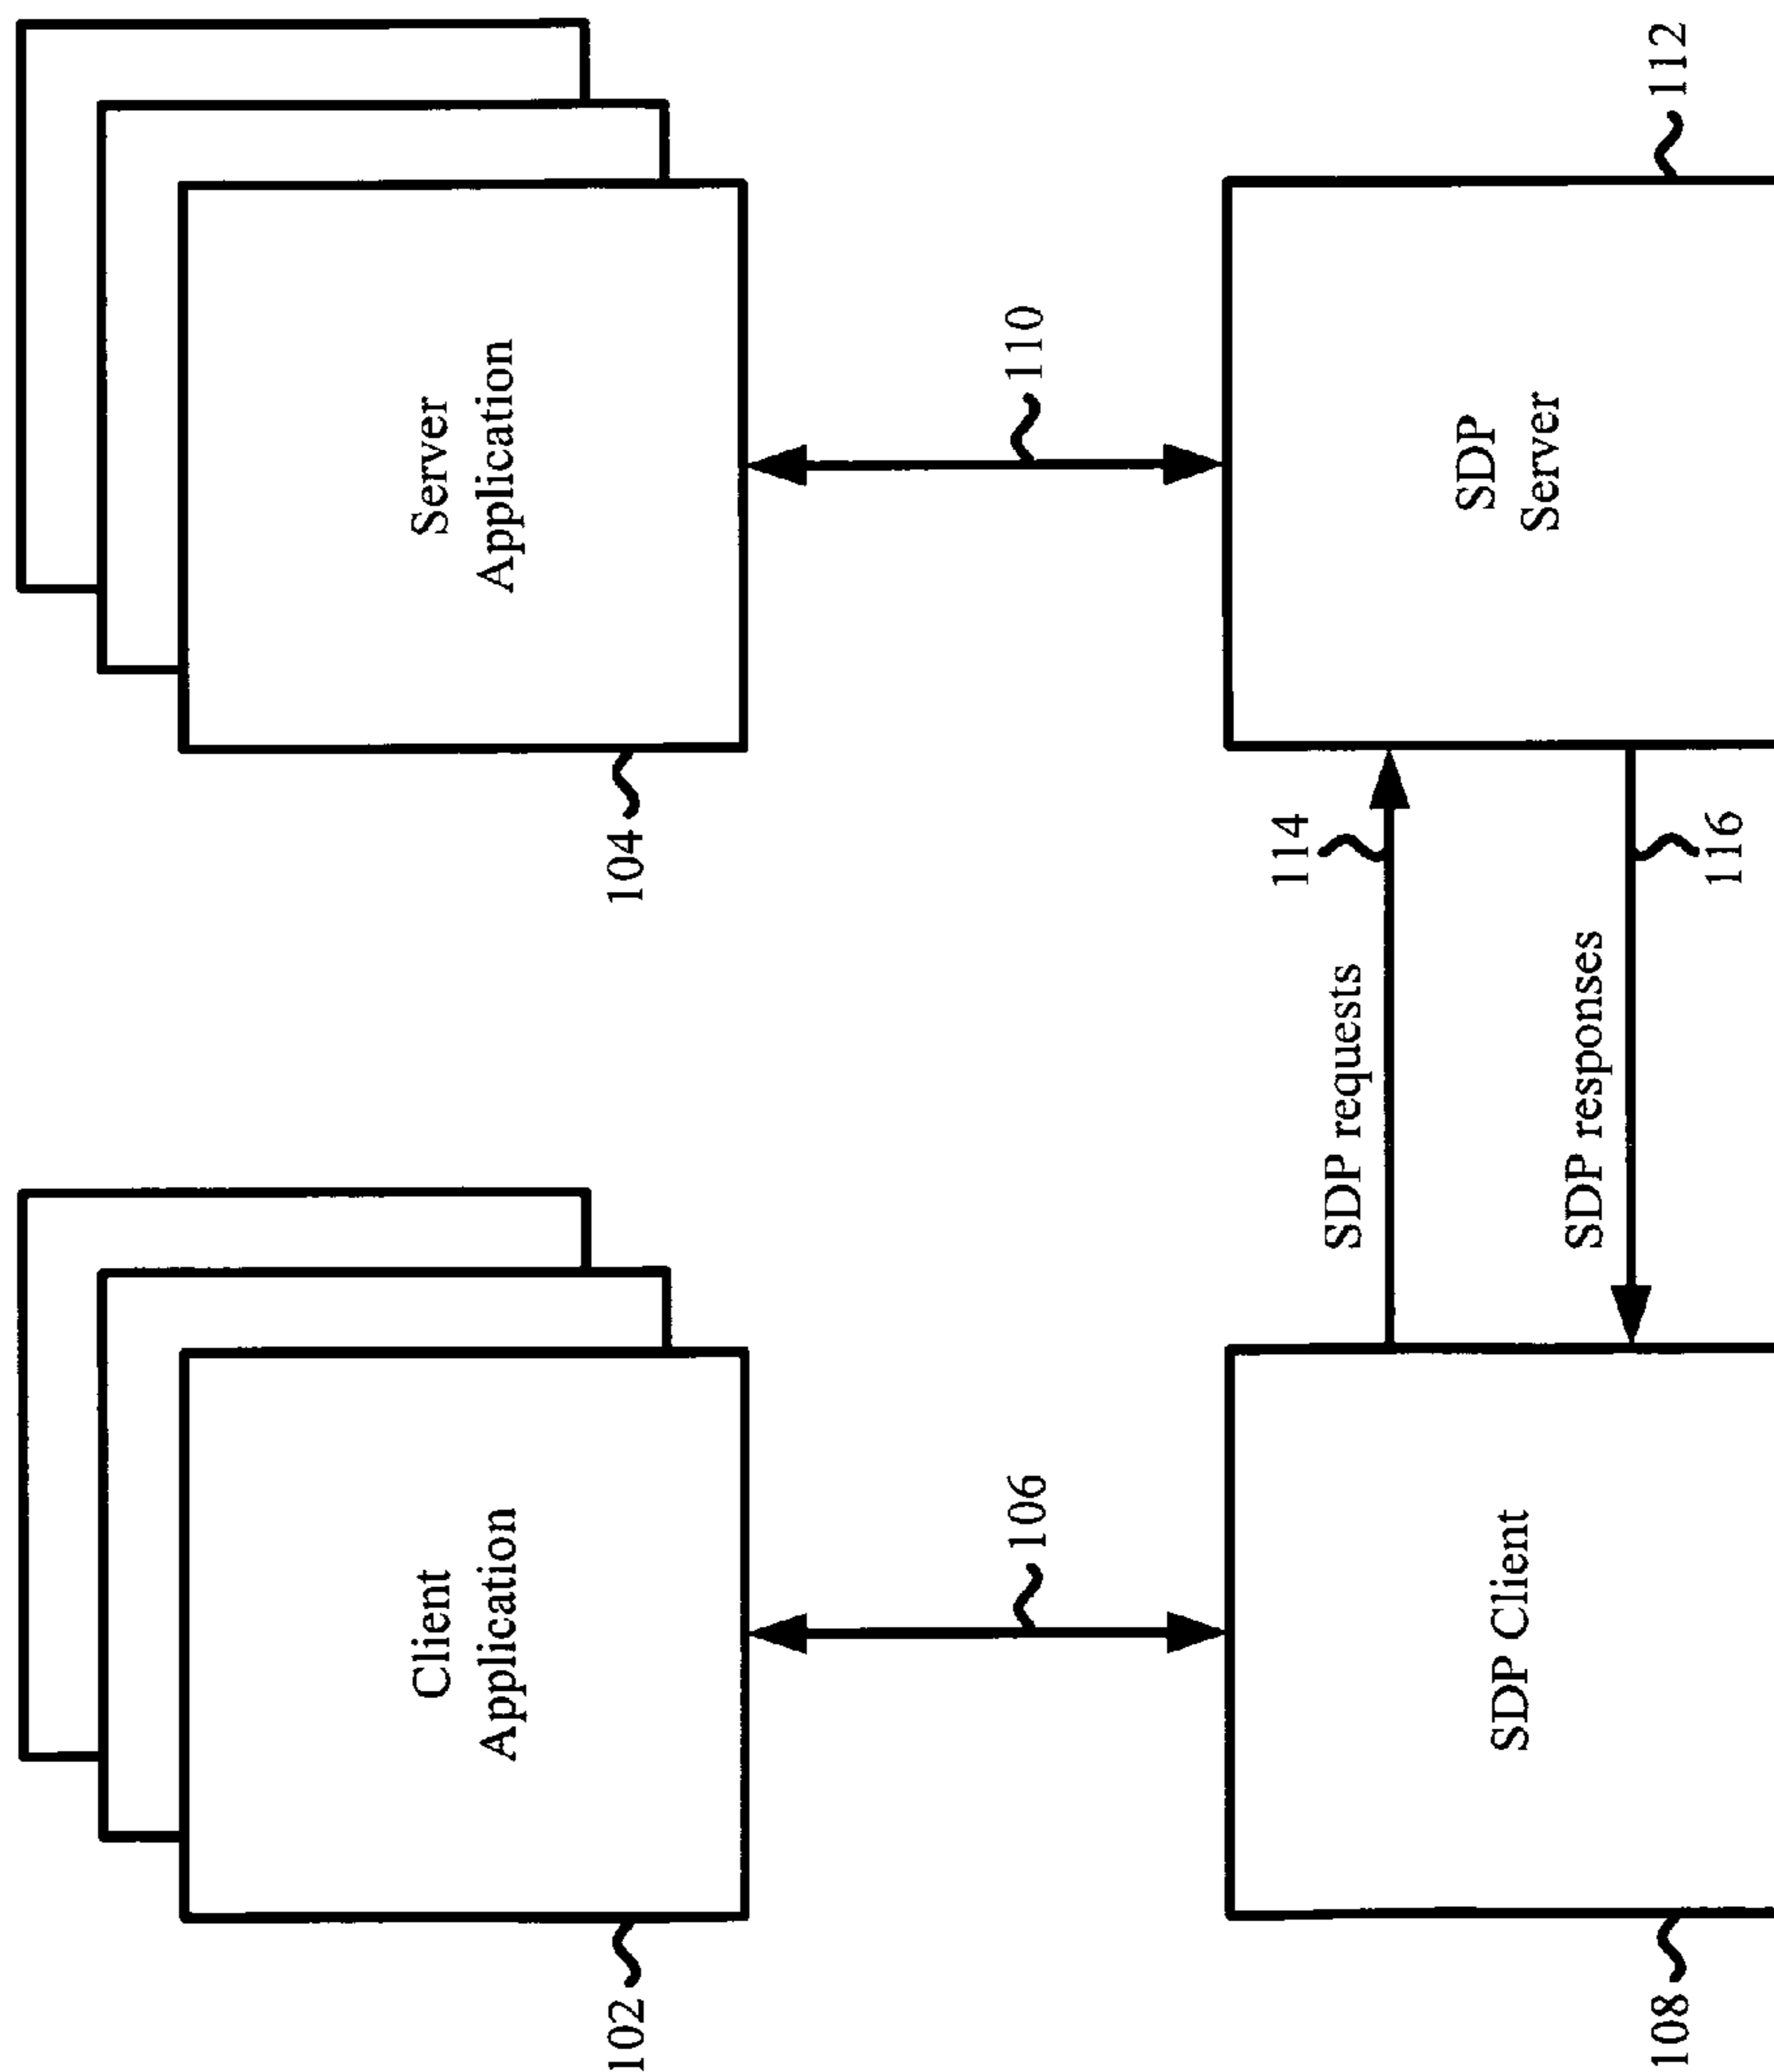 Client
Application
102
Server
Application
104
106
110
SDP Client
108
SDP requests
114
SDP responses
116
SDP
Server
112